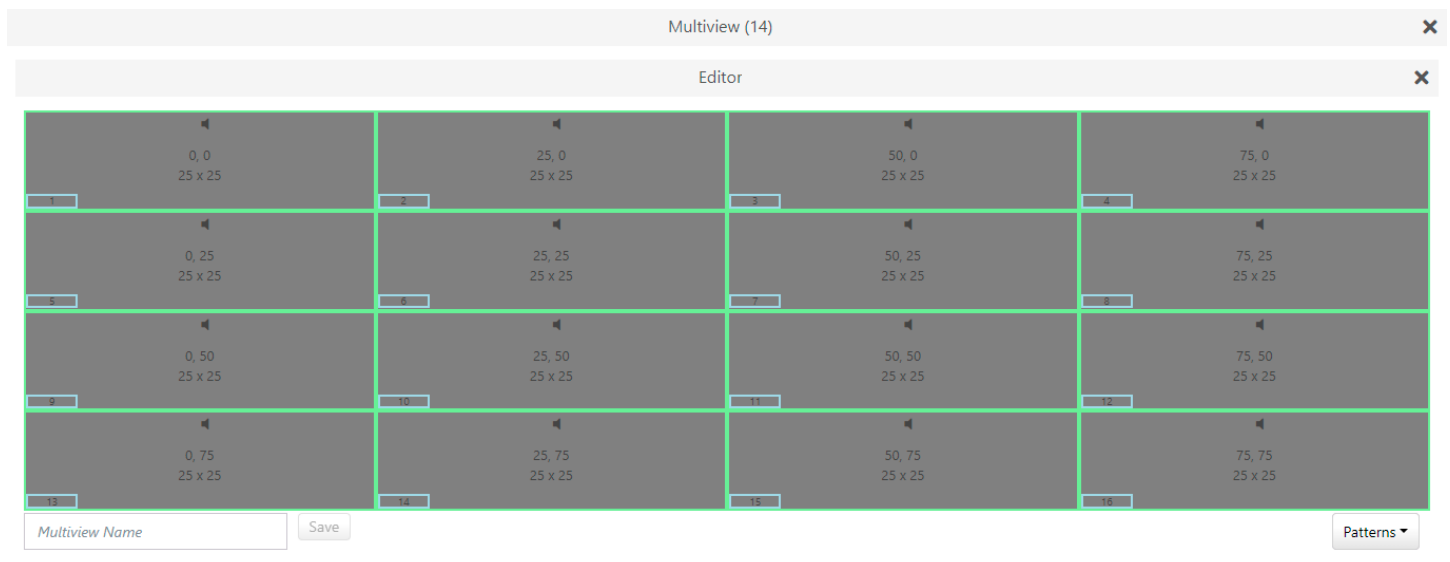 Multiview (14)
Editor
0, 0
25 x 25
1
25, 0
25 x 25
2
50, 0
25 x 25
3
75, 0
25 x 25
4
0, 25
25 x 25
5
25, 25
25 x 25
6
50, 25
25 x 25
7
75, 25
25 x 25
8
0, 50
25 x 25
9
25, 50
25 x 25
10
50, 50
25 x 25
11
75, 50
25 x 25
12
0, 75
25 x 25
13
25, 75
25 x 25
14
50, 75
25 x 25
15
75, 75
25 x 25
16
Multiview Name
Save
Patterns